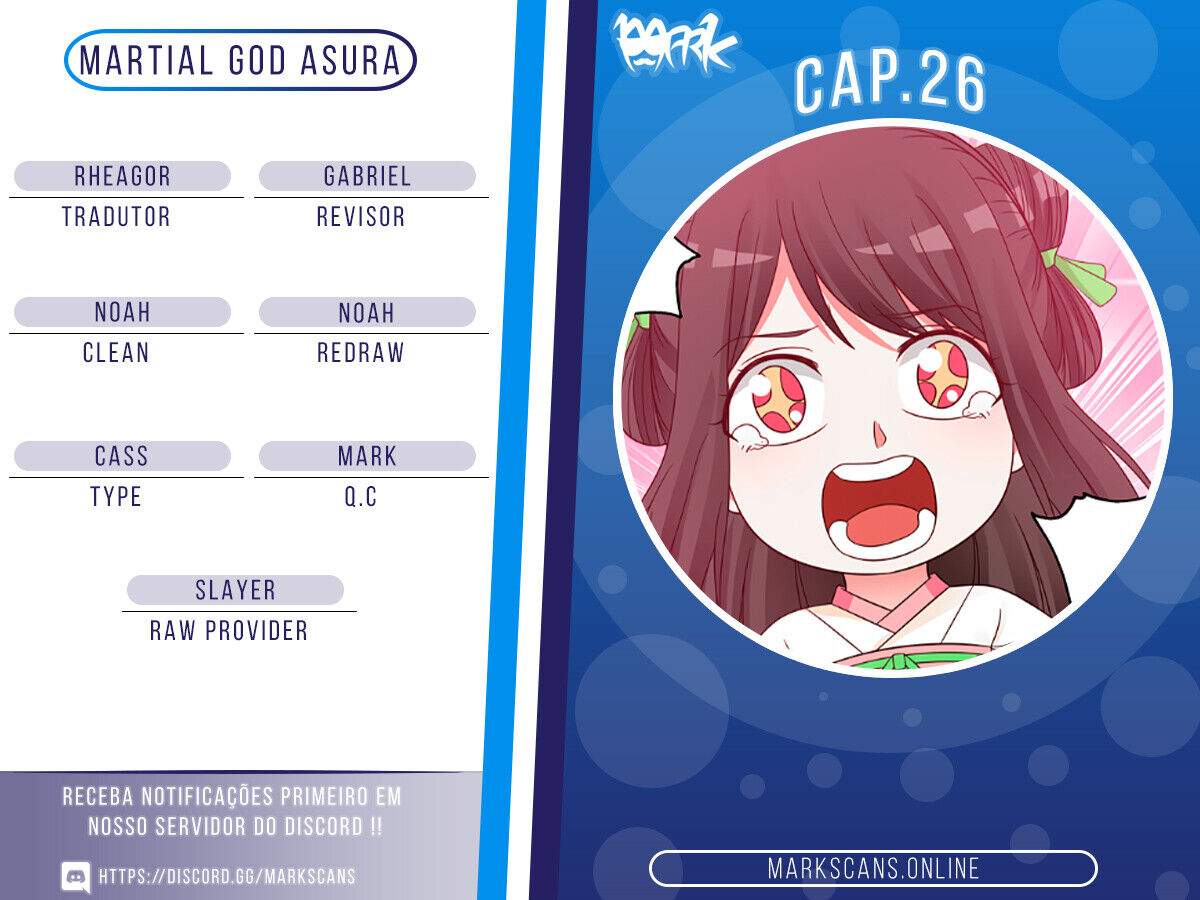 MARTIAL GOD ASURA
RHEAGOR
TRADUTOR
GABRIEL
REVISOR
NOAH
CLEAN
NOAH
REDRAW
CASS
TYPE
MARK
Q.C
SLAYER
RAW PROVIDER
RECEBA NOTIFICAÇÕES PRIMEIRO EM
NOSSO SERVIDOR DO DISCORD !!
HTTPS://DISCORD.GG/MARKSCANS
MARK
CAP.26
MARKSCANS.ONLINE